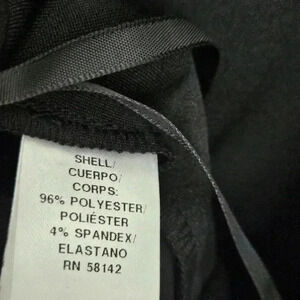 SHELL/
CUERPO/
CORPS:
96% POLYESTER/
POLIÉSTER
4% SPANDEX/
ELASTANO
RN 58142